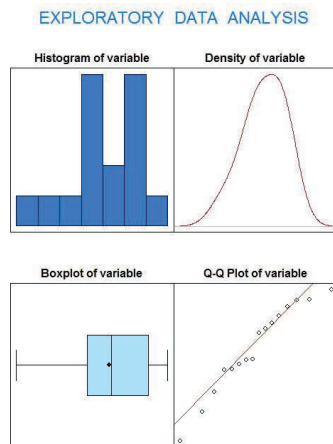 EXPLORATORY DATA ANALYSIS
Histogram of variable
Density of variable
Boxplot of variable
Q-Q Plot of variable